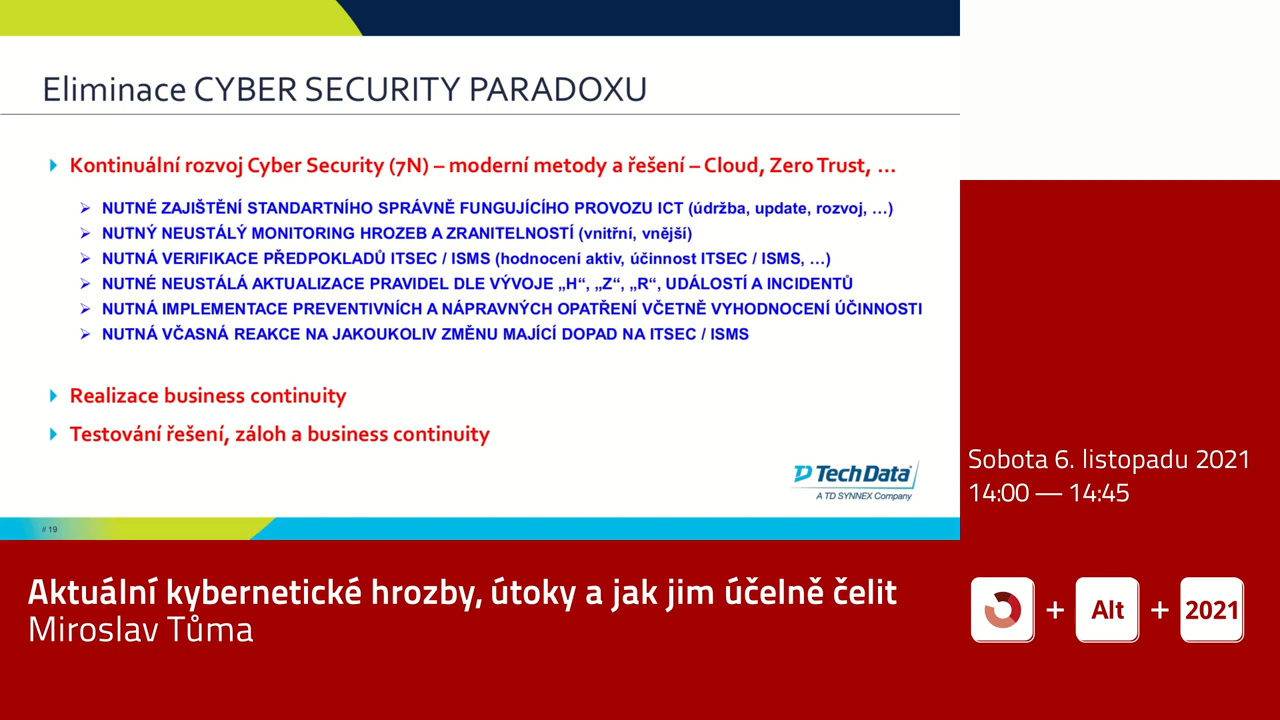 Eliminace CYBER SECURITY PARADOXU
Kontinuální rozvoj Cyber Security (7N) – moderní metody a řešení – Cloud, Zero Trust, ...
NUTNÉ ZAJIŠTĚNÍ STANDARTNÍHO SPRÁVNĚ FUNGUJÍCÍHO PROVOZU ICT (údržba, update, rozvoj, ...)
NUTNÝ NEUSTÁLÝ MONITORING HROZEB A ZRANITELNOSTÍ (vnitřní, vnější)
NUTNÁ VERIFIKACE PŘEDPOKLADŮ ITSEC / ISMS (hodnocení aktiv, účinnost ITSEC / ISMS, ...)
NUTNÉ NEUSTÁLÁ AKTUALIZACE PRAVIDEL DLE VÝVOJE „H“, „Z“, „R“, UDÁLOSTÍ A INCIDENTŮ
NUTNÁ IMPLEMENTACE PREVENTIVNÍCH A NÁPRAVNÝCH OPATŘENÍ VČETNĚ VYHODNOCENÍ ÚČINNOSTI
NUTNÁ VČASNÁ REAKCE NA JAKOUKOLIV ZMĚNU MAJÍCÍ DOPAD NA ITSEC / ISMS
Realizace business continuity
Testování řešení, záloh a business continuity
TechData
A TD SYNNEX Company
# 19
Sobota 6. listopadu 2021
14:00 — 14:45
Aktuální kybernetické hrozby, útoky a jak jim účelně čelit
Miroslav Tůma
+ Alt + 2021